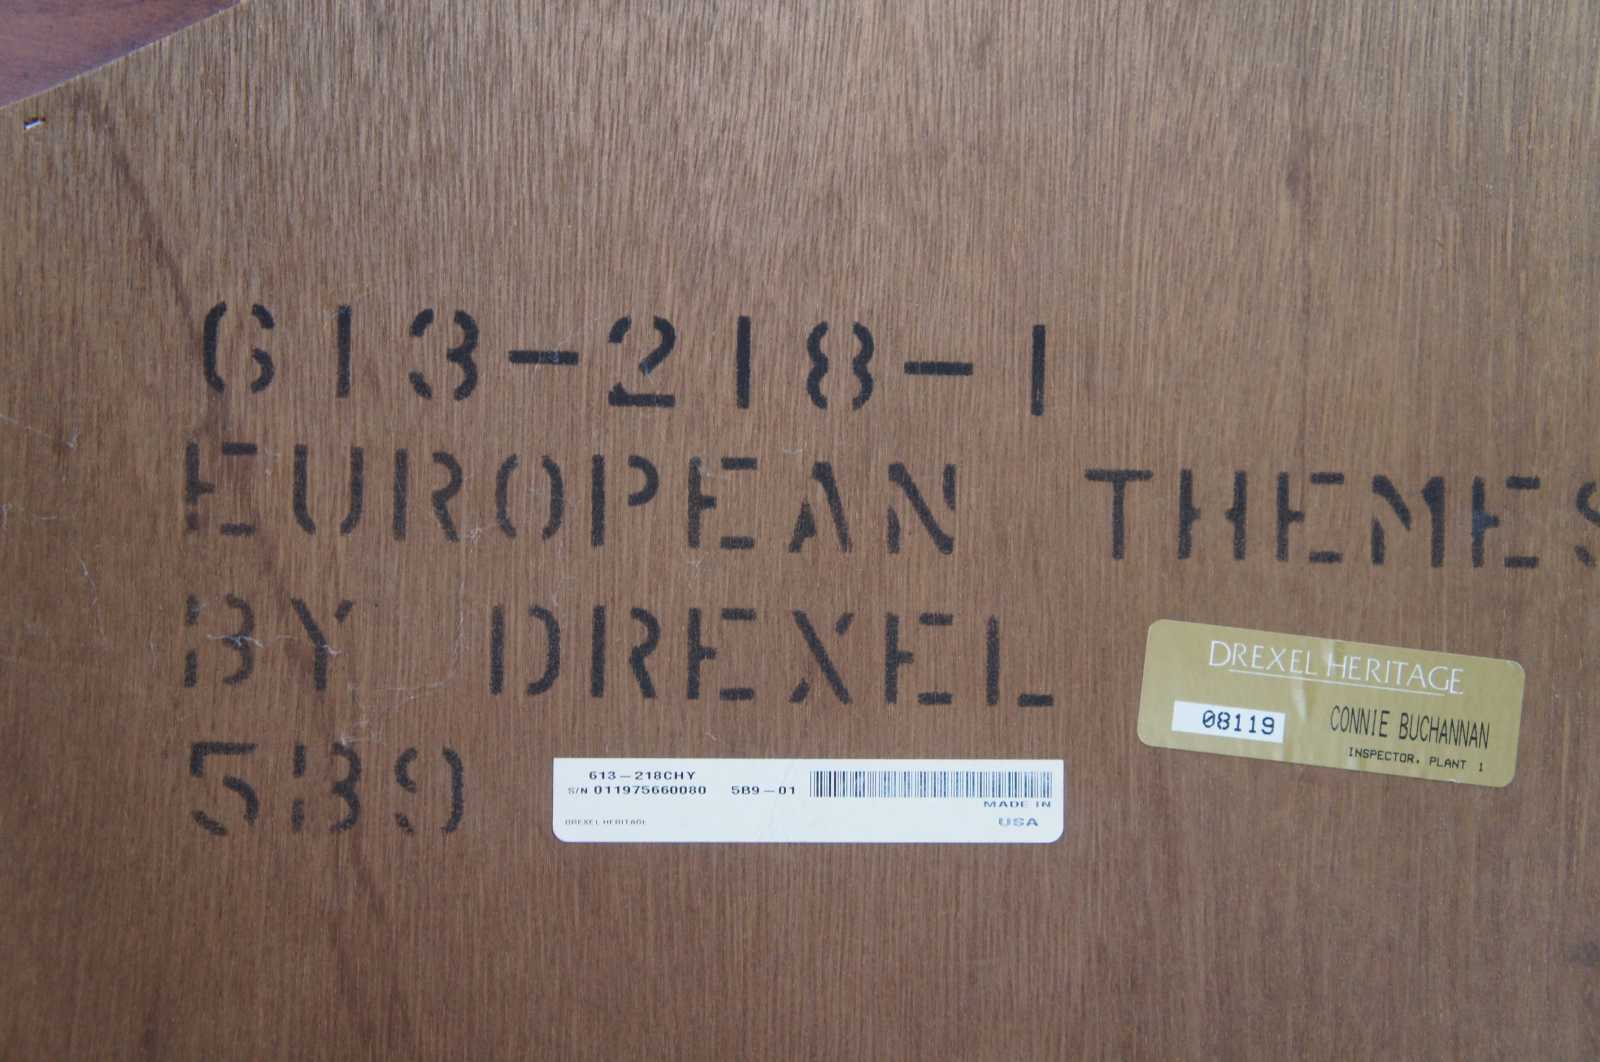 613-218-1
EUROPEAN THEMES
BY DREXEL
5B9
613-218CHY
S/N 011975660080 5B9-01
MADE IN
USA
DREXEL HERITAGE
DREXEL HERITAGE
08119 CONNIE BUCHANNAN
INSPECTOR, PLANT 1